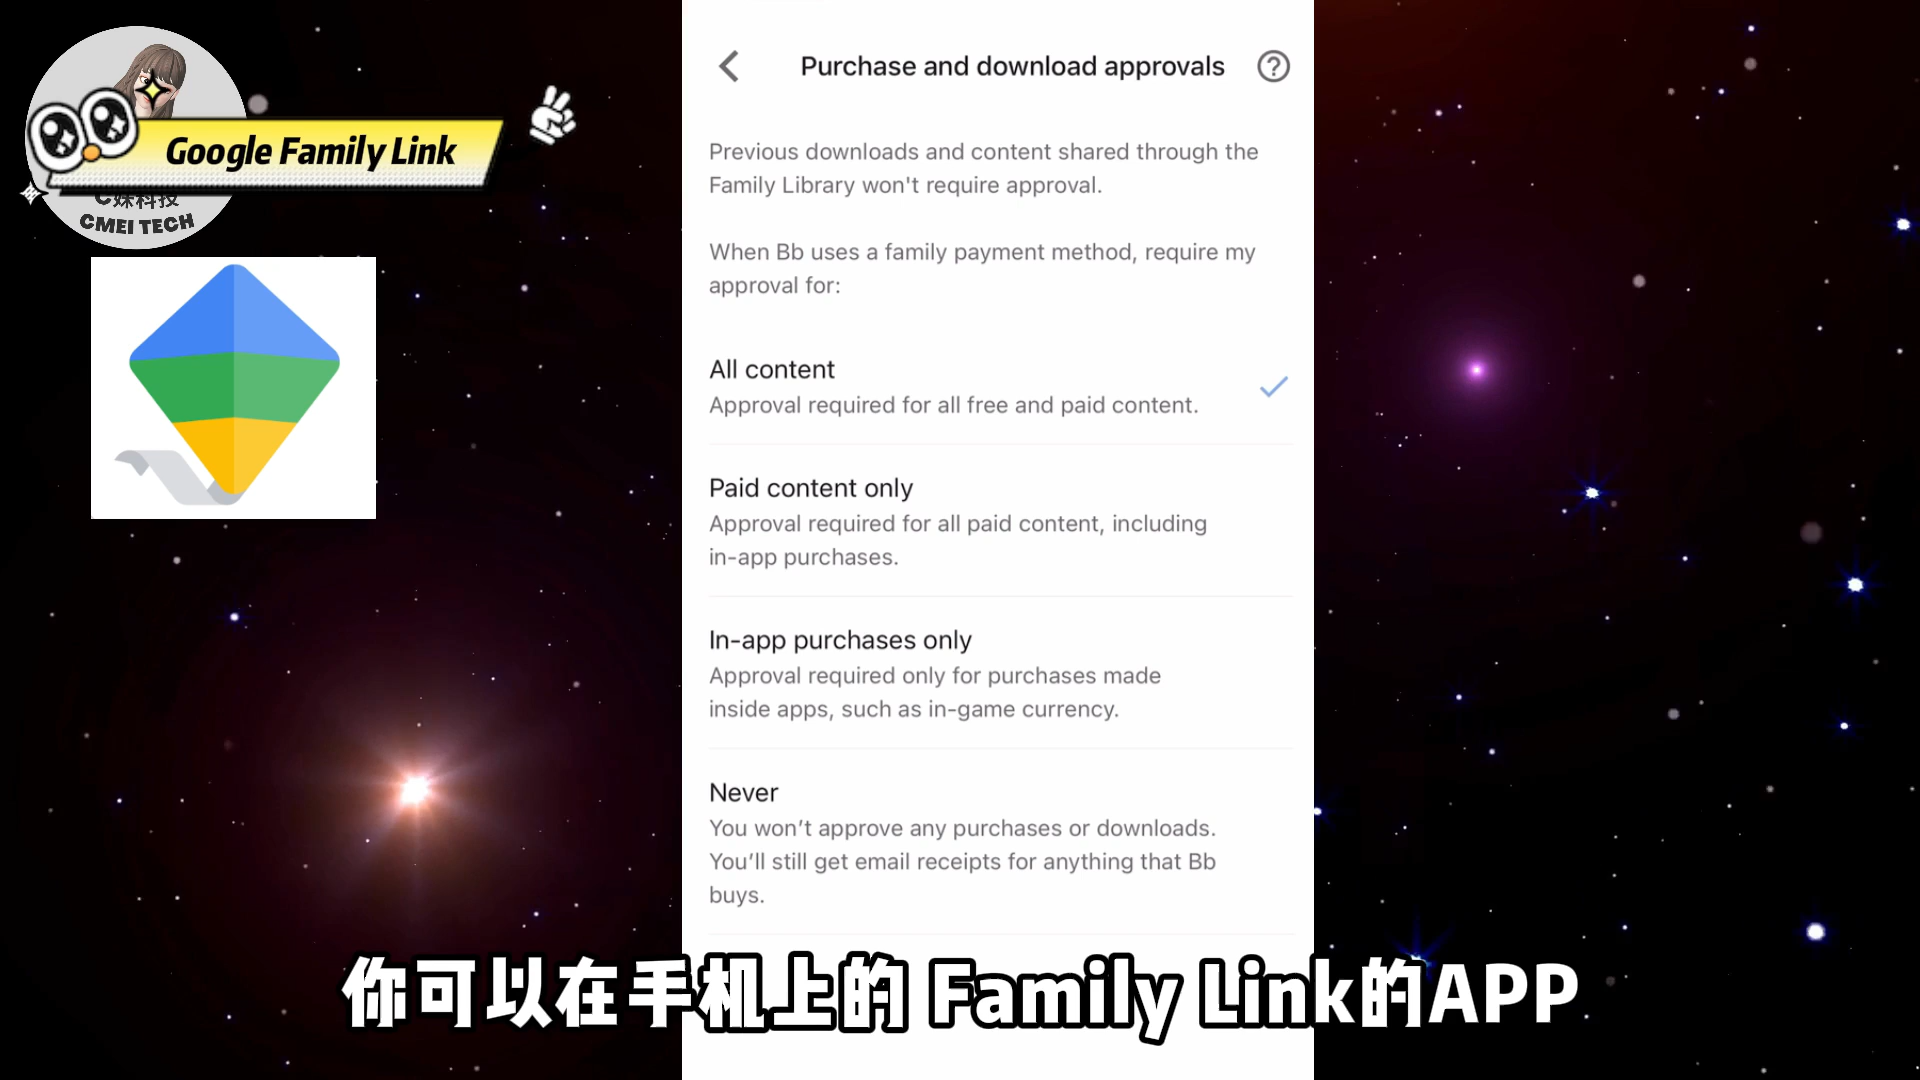 Google Family Link
C妹科技
CMEI TECH
Purchase and download approvals
Previous downloads and content shared through the
Family Library won't require approval.
When Bb uses a family payment method, require my
approval for:
All content
Approval required for all free and paid content.
Paid content only
Approval required for all paid content, including
in-app purchases.
In-app purchases only
Approval required only for purchases made
inside apps, such as in-game currency.
Never
You won’t approve any purchases or downloads.
You’ll still get email receipts for anything that Bb
buys.
你可以在手机上的 Family Link的APP